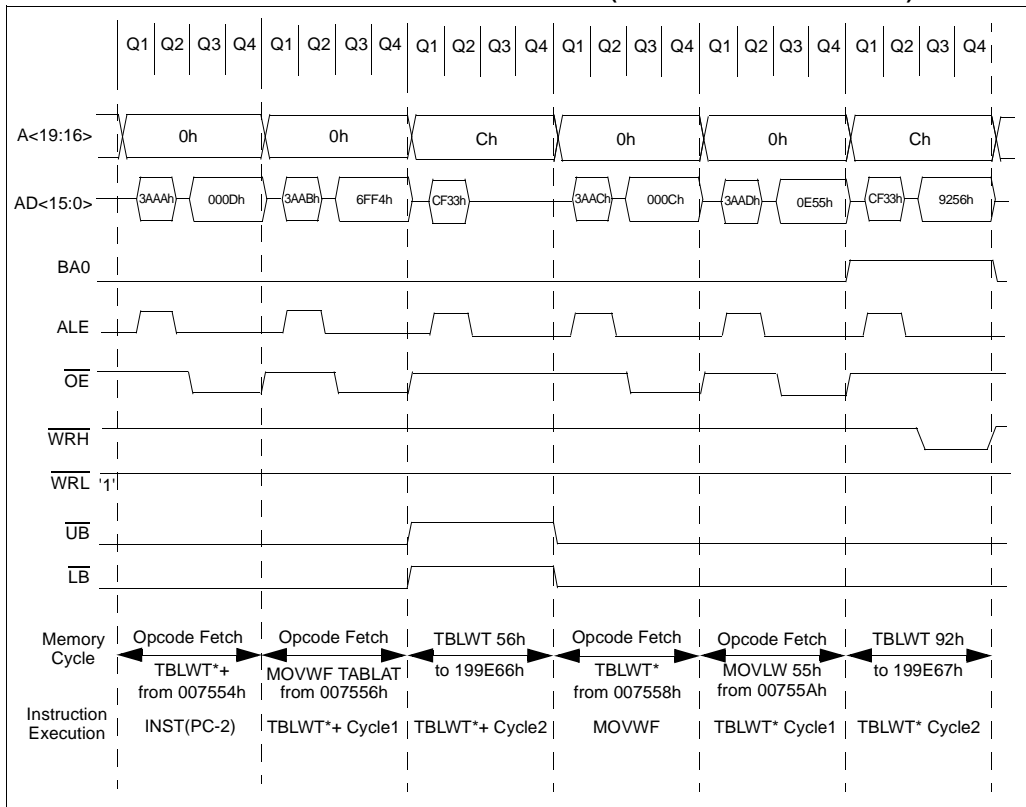 Q1 Q2 Q3 Q4 Q1 Q2 Q3 Q4 Q1 Q2 Q3 Q4 Q1 Q2 Q3 Q4 Q1 Q2 Q3 Q4 Q1 Q2 Q3 Q4
A<19:16> 0h 0h Ch 0h 0h Ch
AD<15:0> 3AAAh 000Dh 3AABh 6FF4h CF33h 3AACh 000Ch 3AADh 0E55h CF33h 9256h
BA0
ALE
OE
WRH
WRL '1'
UB
LB
Memory Cycle
Opcode Fetch
TBLWT*+
from 007554h
Opcode Fetch
MOVWF TABLAT
from 007556h
TBLWT 56h
to 199E66h
Opcode Fetch
TBLWT*
from 007558h
Opcode Fetch
MOVLW 55h
from 00755Ah
TBLWT 92h
to 199E67h
Instruction Execution
INST(PC-2) TBLWT*+ Cycle1 TBLWT*+ Cycle2 MOVWF TBLWT* Cycle1 TBLWT* Cycle2